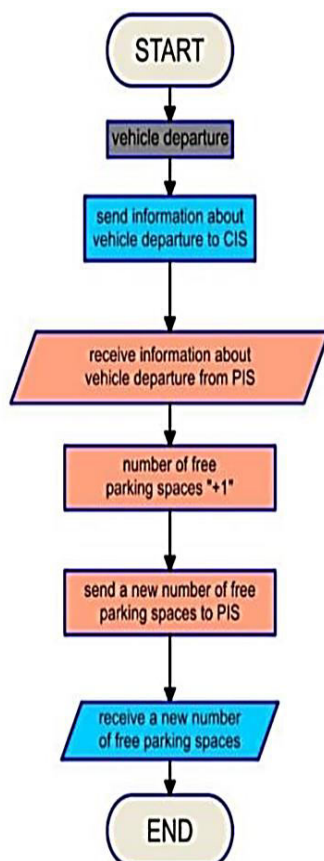 START
vehicle departure
send information about
vehicle departure to CIS
receive information about
vehicle departure from PIS
number of free
parking spaces "+1"
send a new number of free
parking spaces to PIS
receive a new number
of free parking spaces
END